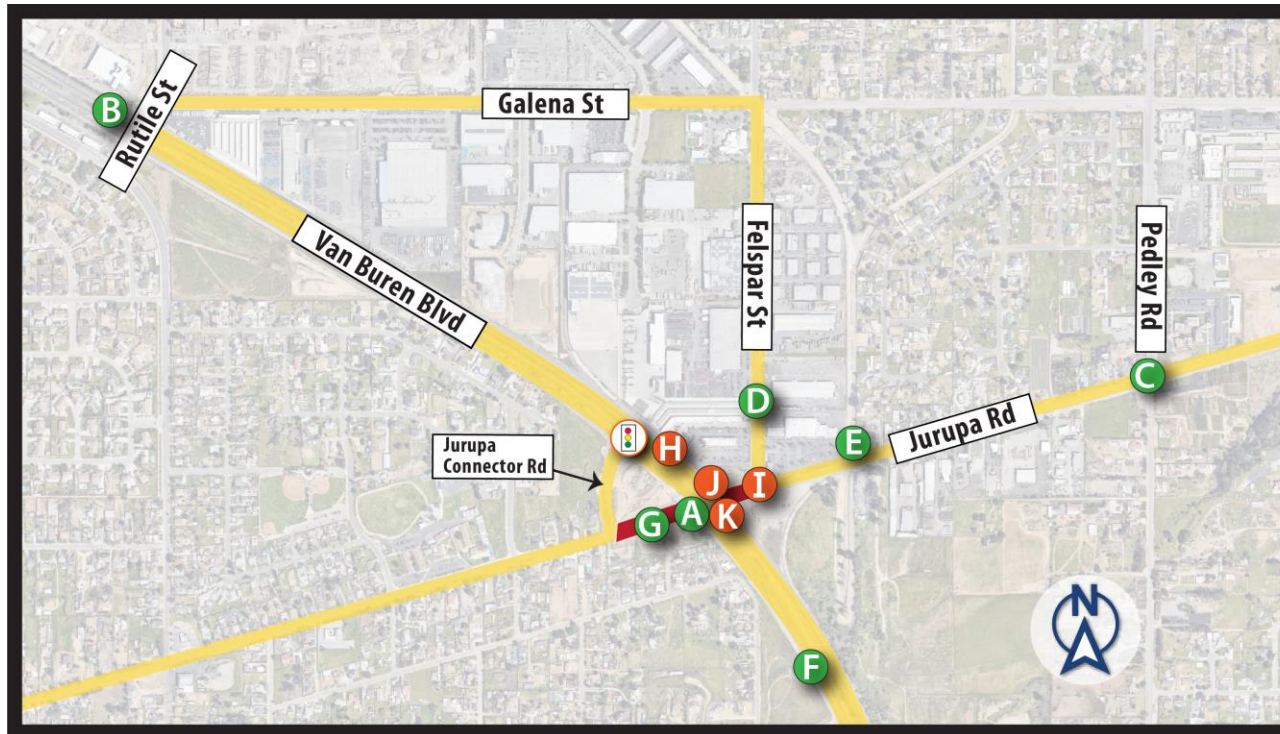 B
Rutile St
Galena St
Van Buren Blvd
Felspar St
Pedley Rd
C
D
Jurupa Rd
E
Jurupa
Connector Rd
H
J
I
G
A
K
F
N